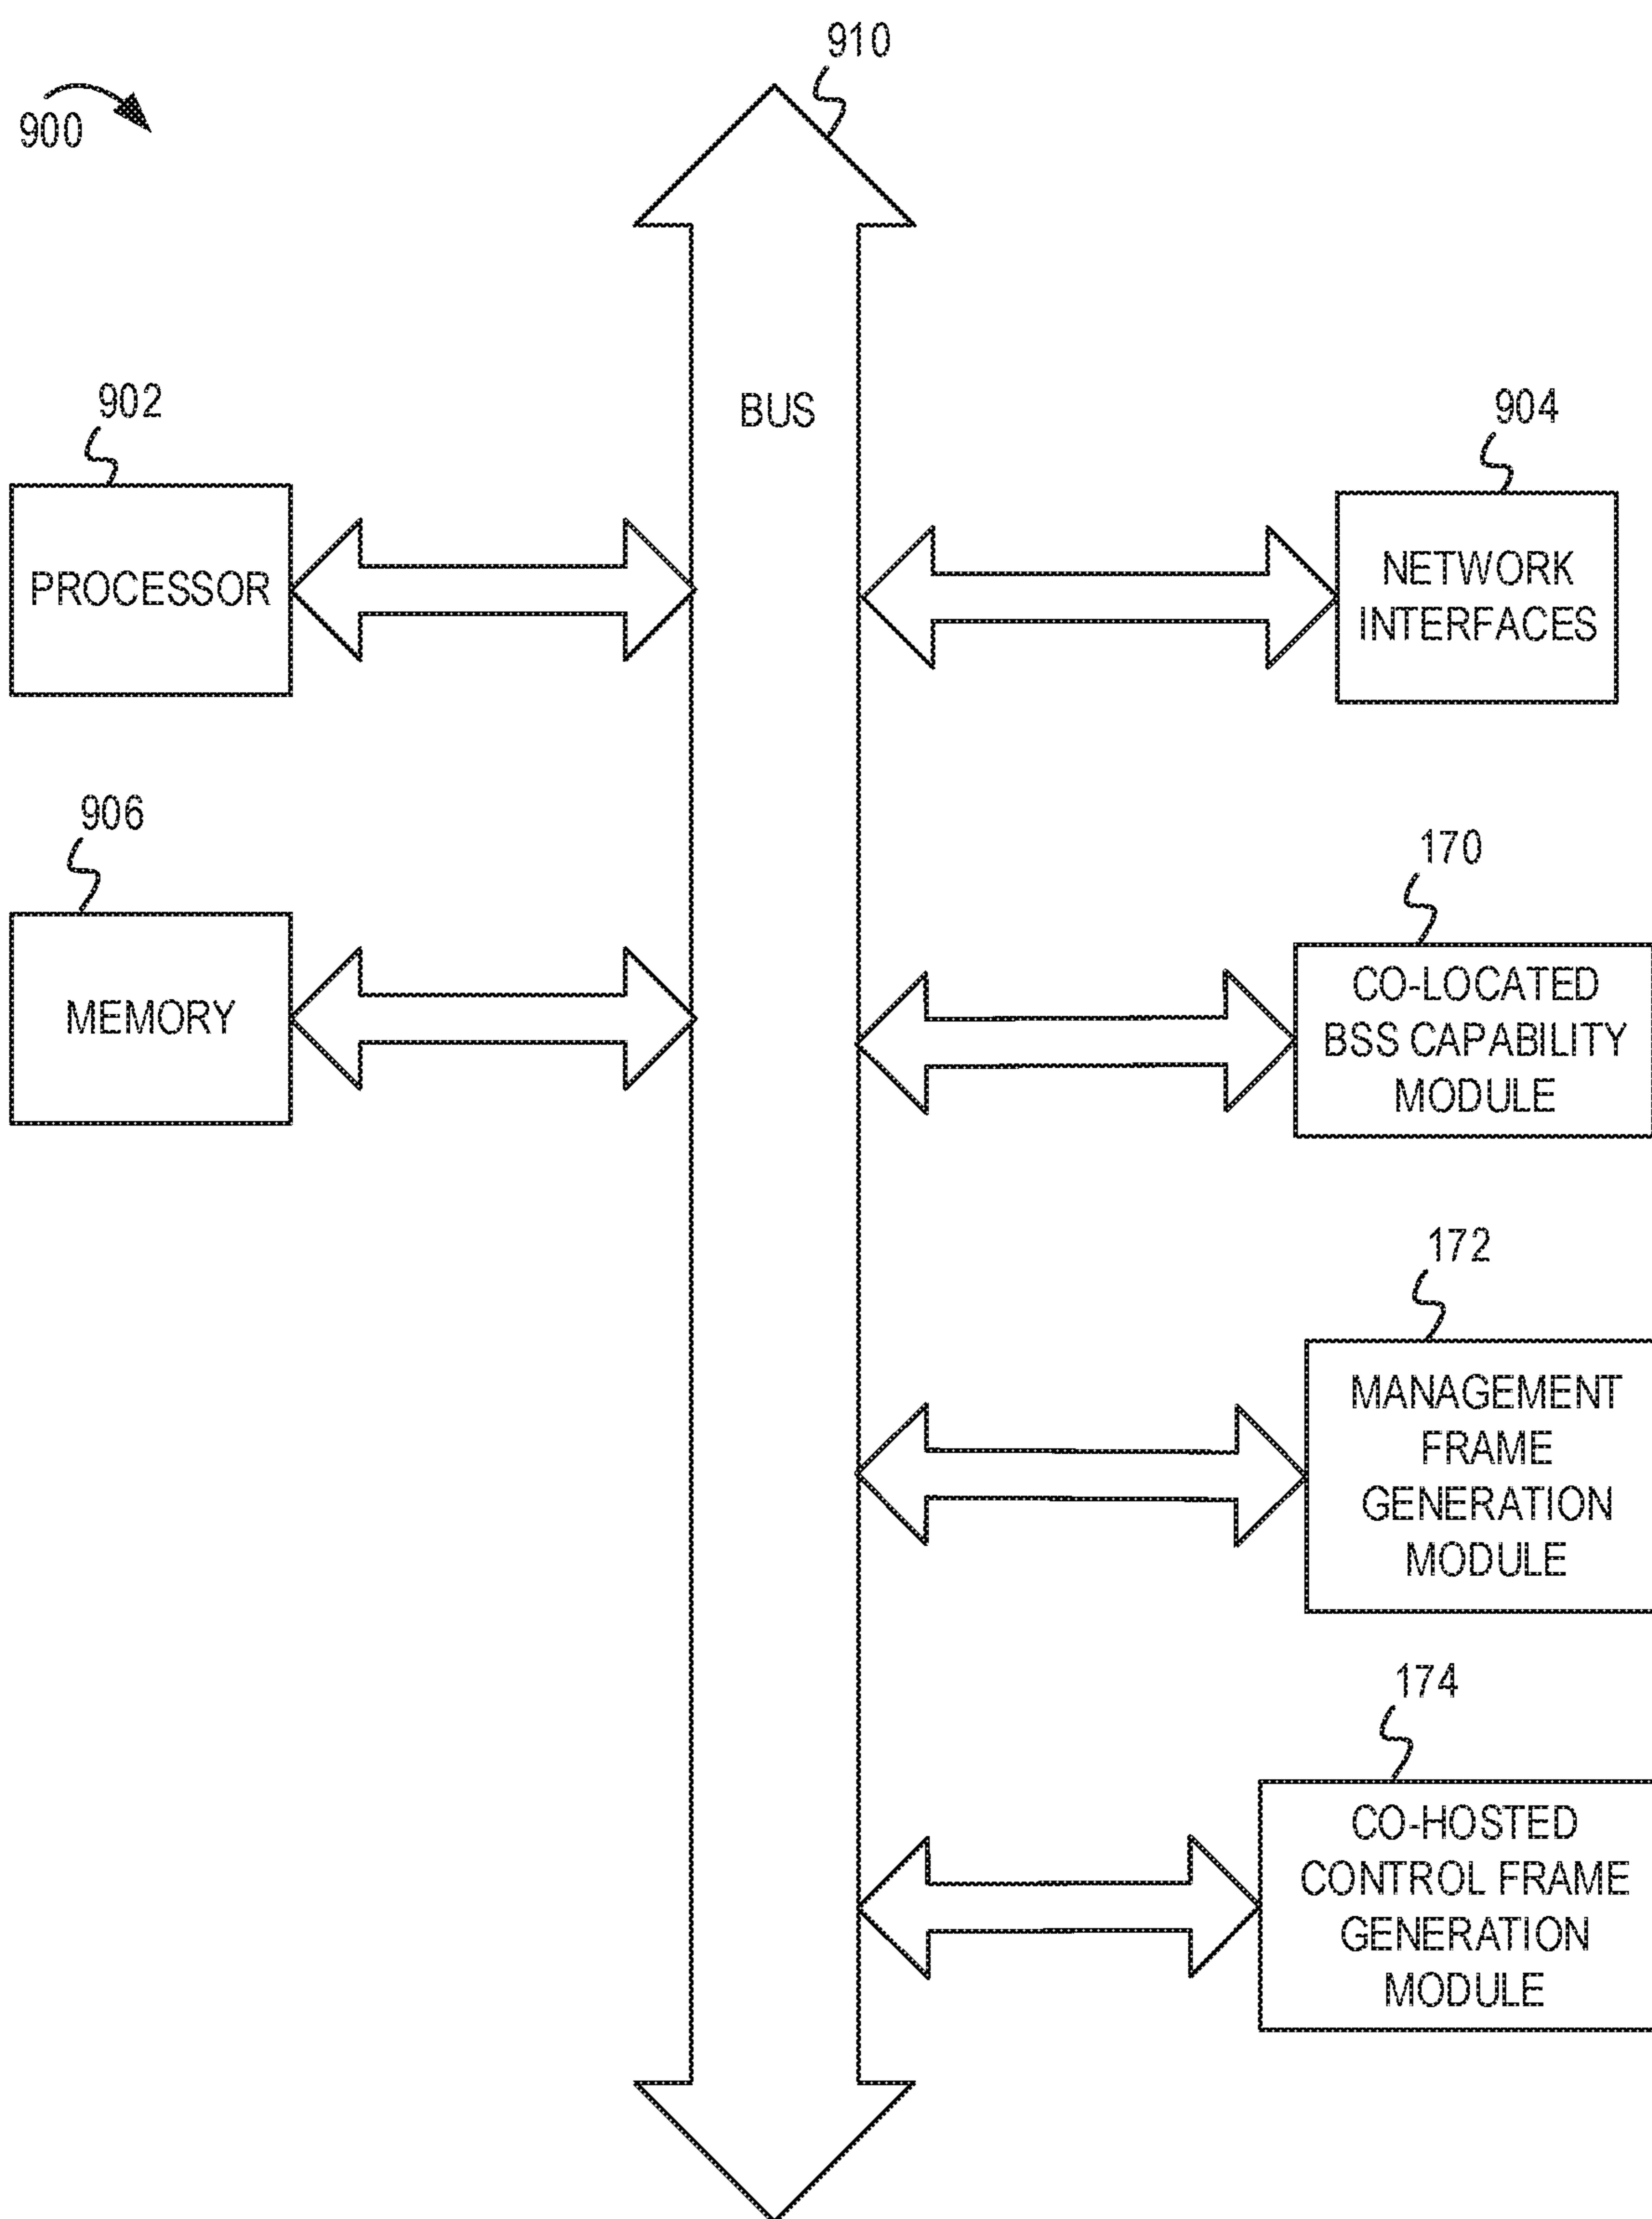 910
900
BUS
902
PROCESSOR
904
NETWORK
INTERFACES
906
MEMORY
170
CO-LOCATED
BSS CAPABILITY
MODULE
172
MANAGEMENT
FRAME
GENERATION
MODULE
174
CO-HOSTED
CONTROL FRAME
GENERATION
MODULE